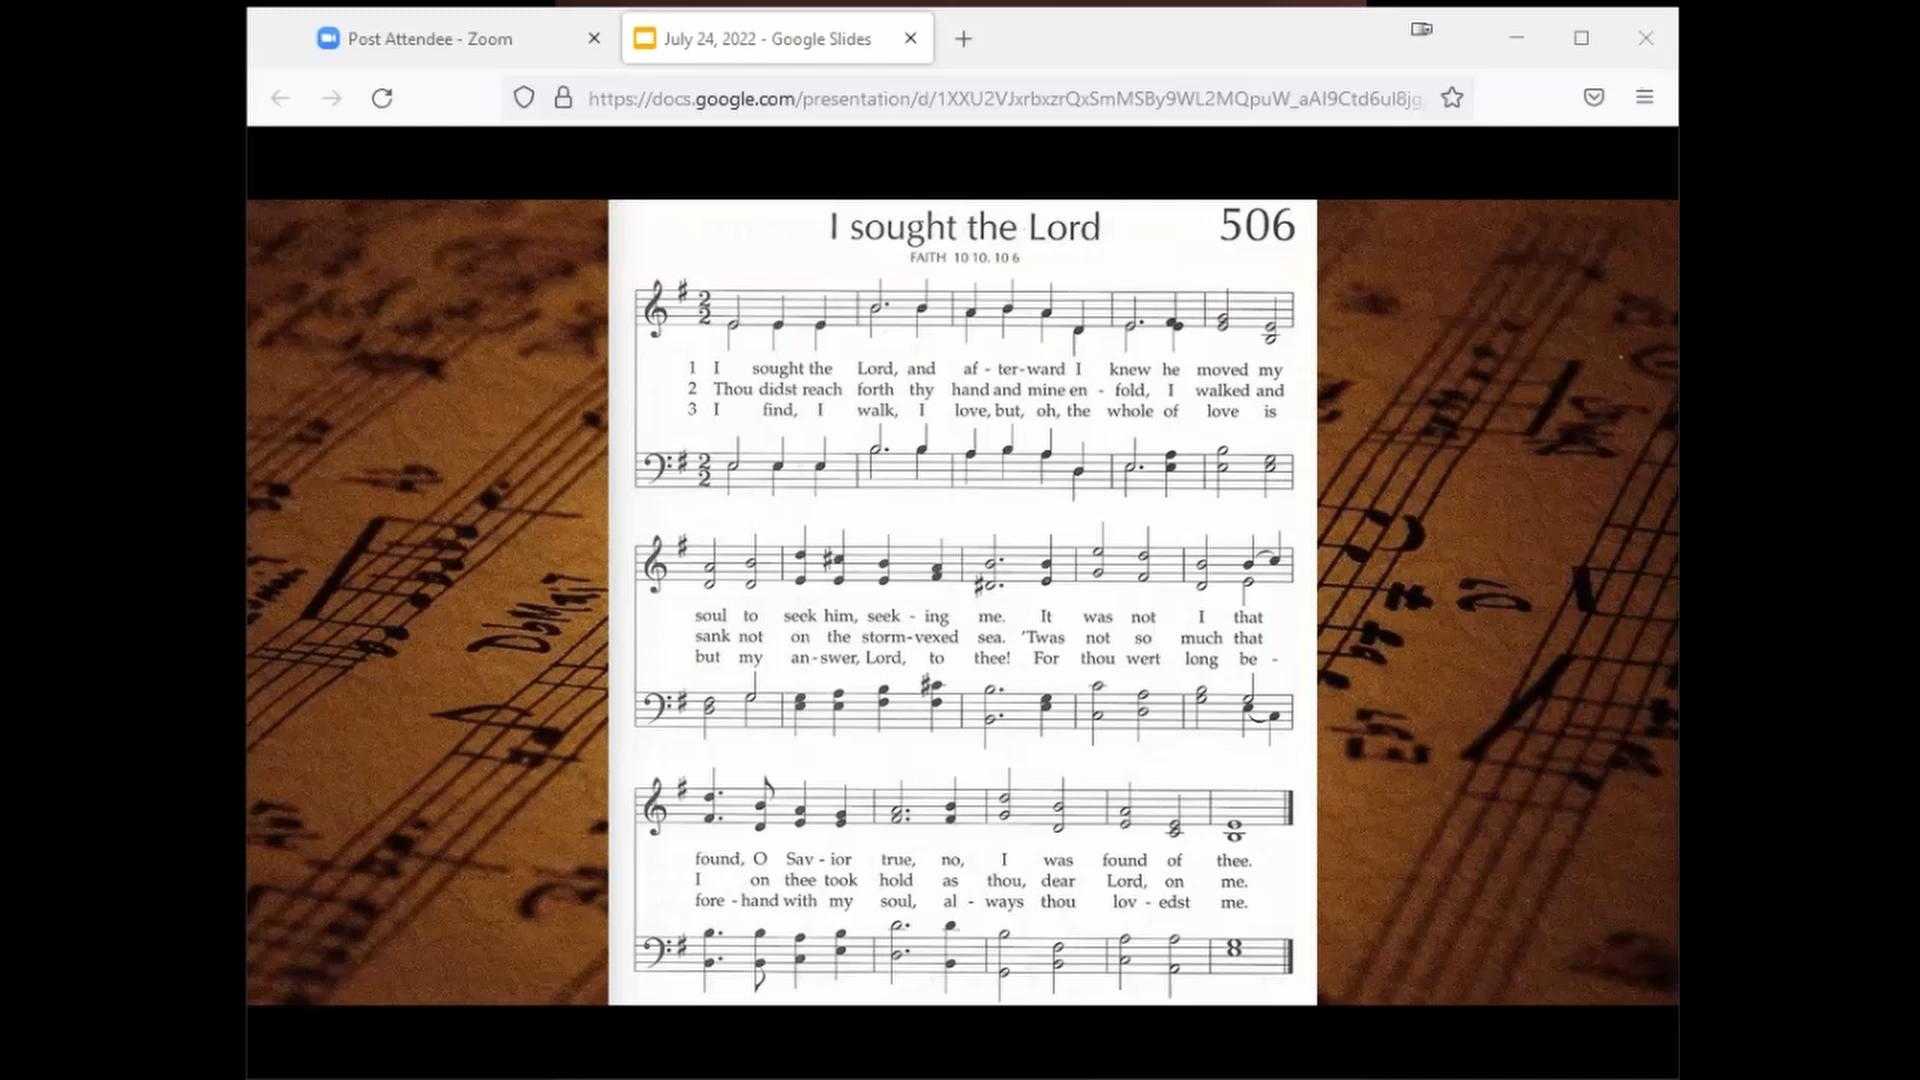 Post Attendee - Zoom
July 24, 2022 - Google Slides
https://docs.google.com/presentation/d/1XXU2VJxrbxzrQxSmMSBy9WL2MQpuW_aAI9Ctd6ul8jg
I sought the Lord 506
FAITH 10 10. 10 6
1 I sought the Lord, and af - ter-ward I knew he moved my
2 Thou didst reach forth thy hand and mine en - fold, I walked and
3 I find, I walk, I love, but, oh, the whole of love is
soul to seek him, seek - ing me. It was not I that
sank not on the storm-vexed sea. 'Twas not so much that
but my an-swer, Lord, to thee! For thou wert long be -
found, O Sav - ior true, no, I was found of thee.
I on thee took hold as thou, dear Lord, on me.
fore - hand with my soul, al - ways thou lov - edst me.
DbMaj7